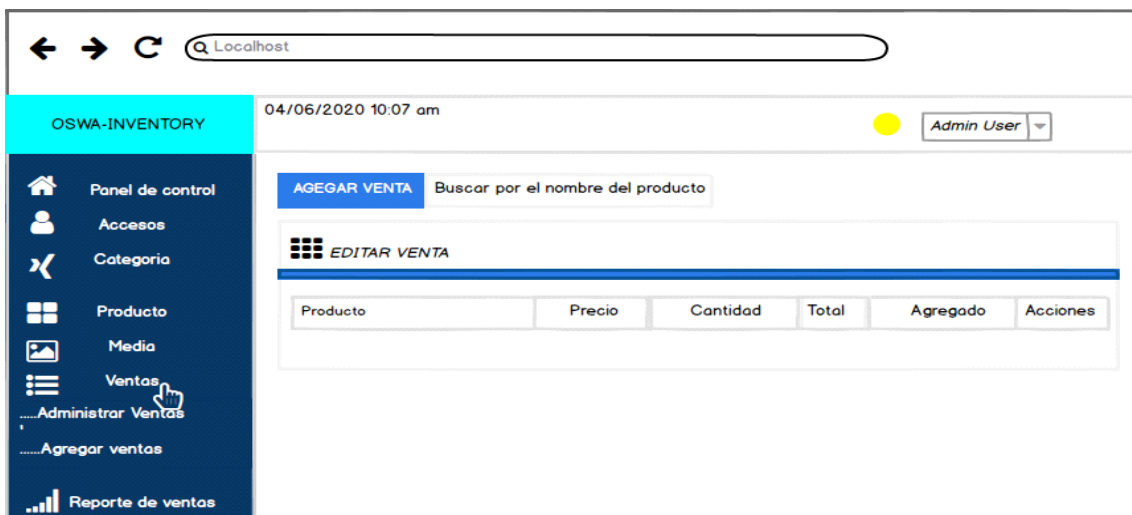 Localhost
OSWA-INVENTORY
04/06/2020 10:07 am
Admin User
Panel de control
Accesos
Categoria
Producto
Media
Ventas
.....Administrar Ventas
......Agregar ventas
Reporte de ventas
AGEGAR VENTA Buscar por el nombre del producto
EDITAR VENTA
Producto Precio Cantidad Total Agregado Acciones